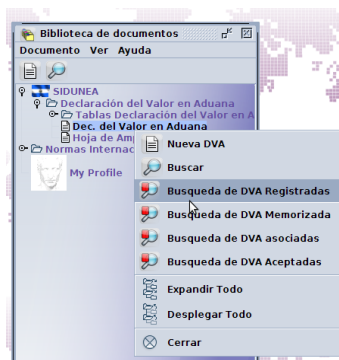 Biblioteca de documentos
Documento Ver Ayuda
SIDUNEA
Declaración del Valor en Aduana
Tablas Declaración del Valor en A
Dec. del Valor en Aduana
Hoja de Am
Normas Internac
My Profile
Nueva DVA
Buscar
Busqueda de DVA Registradas
Busqueda de DVA Memorizada
Busqueda de DVA asociadas
Busqueda de DVA Aceptadas
Expandir Todo
Desplegar Todo
Cerrar